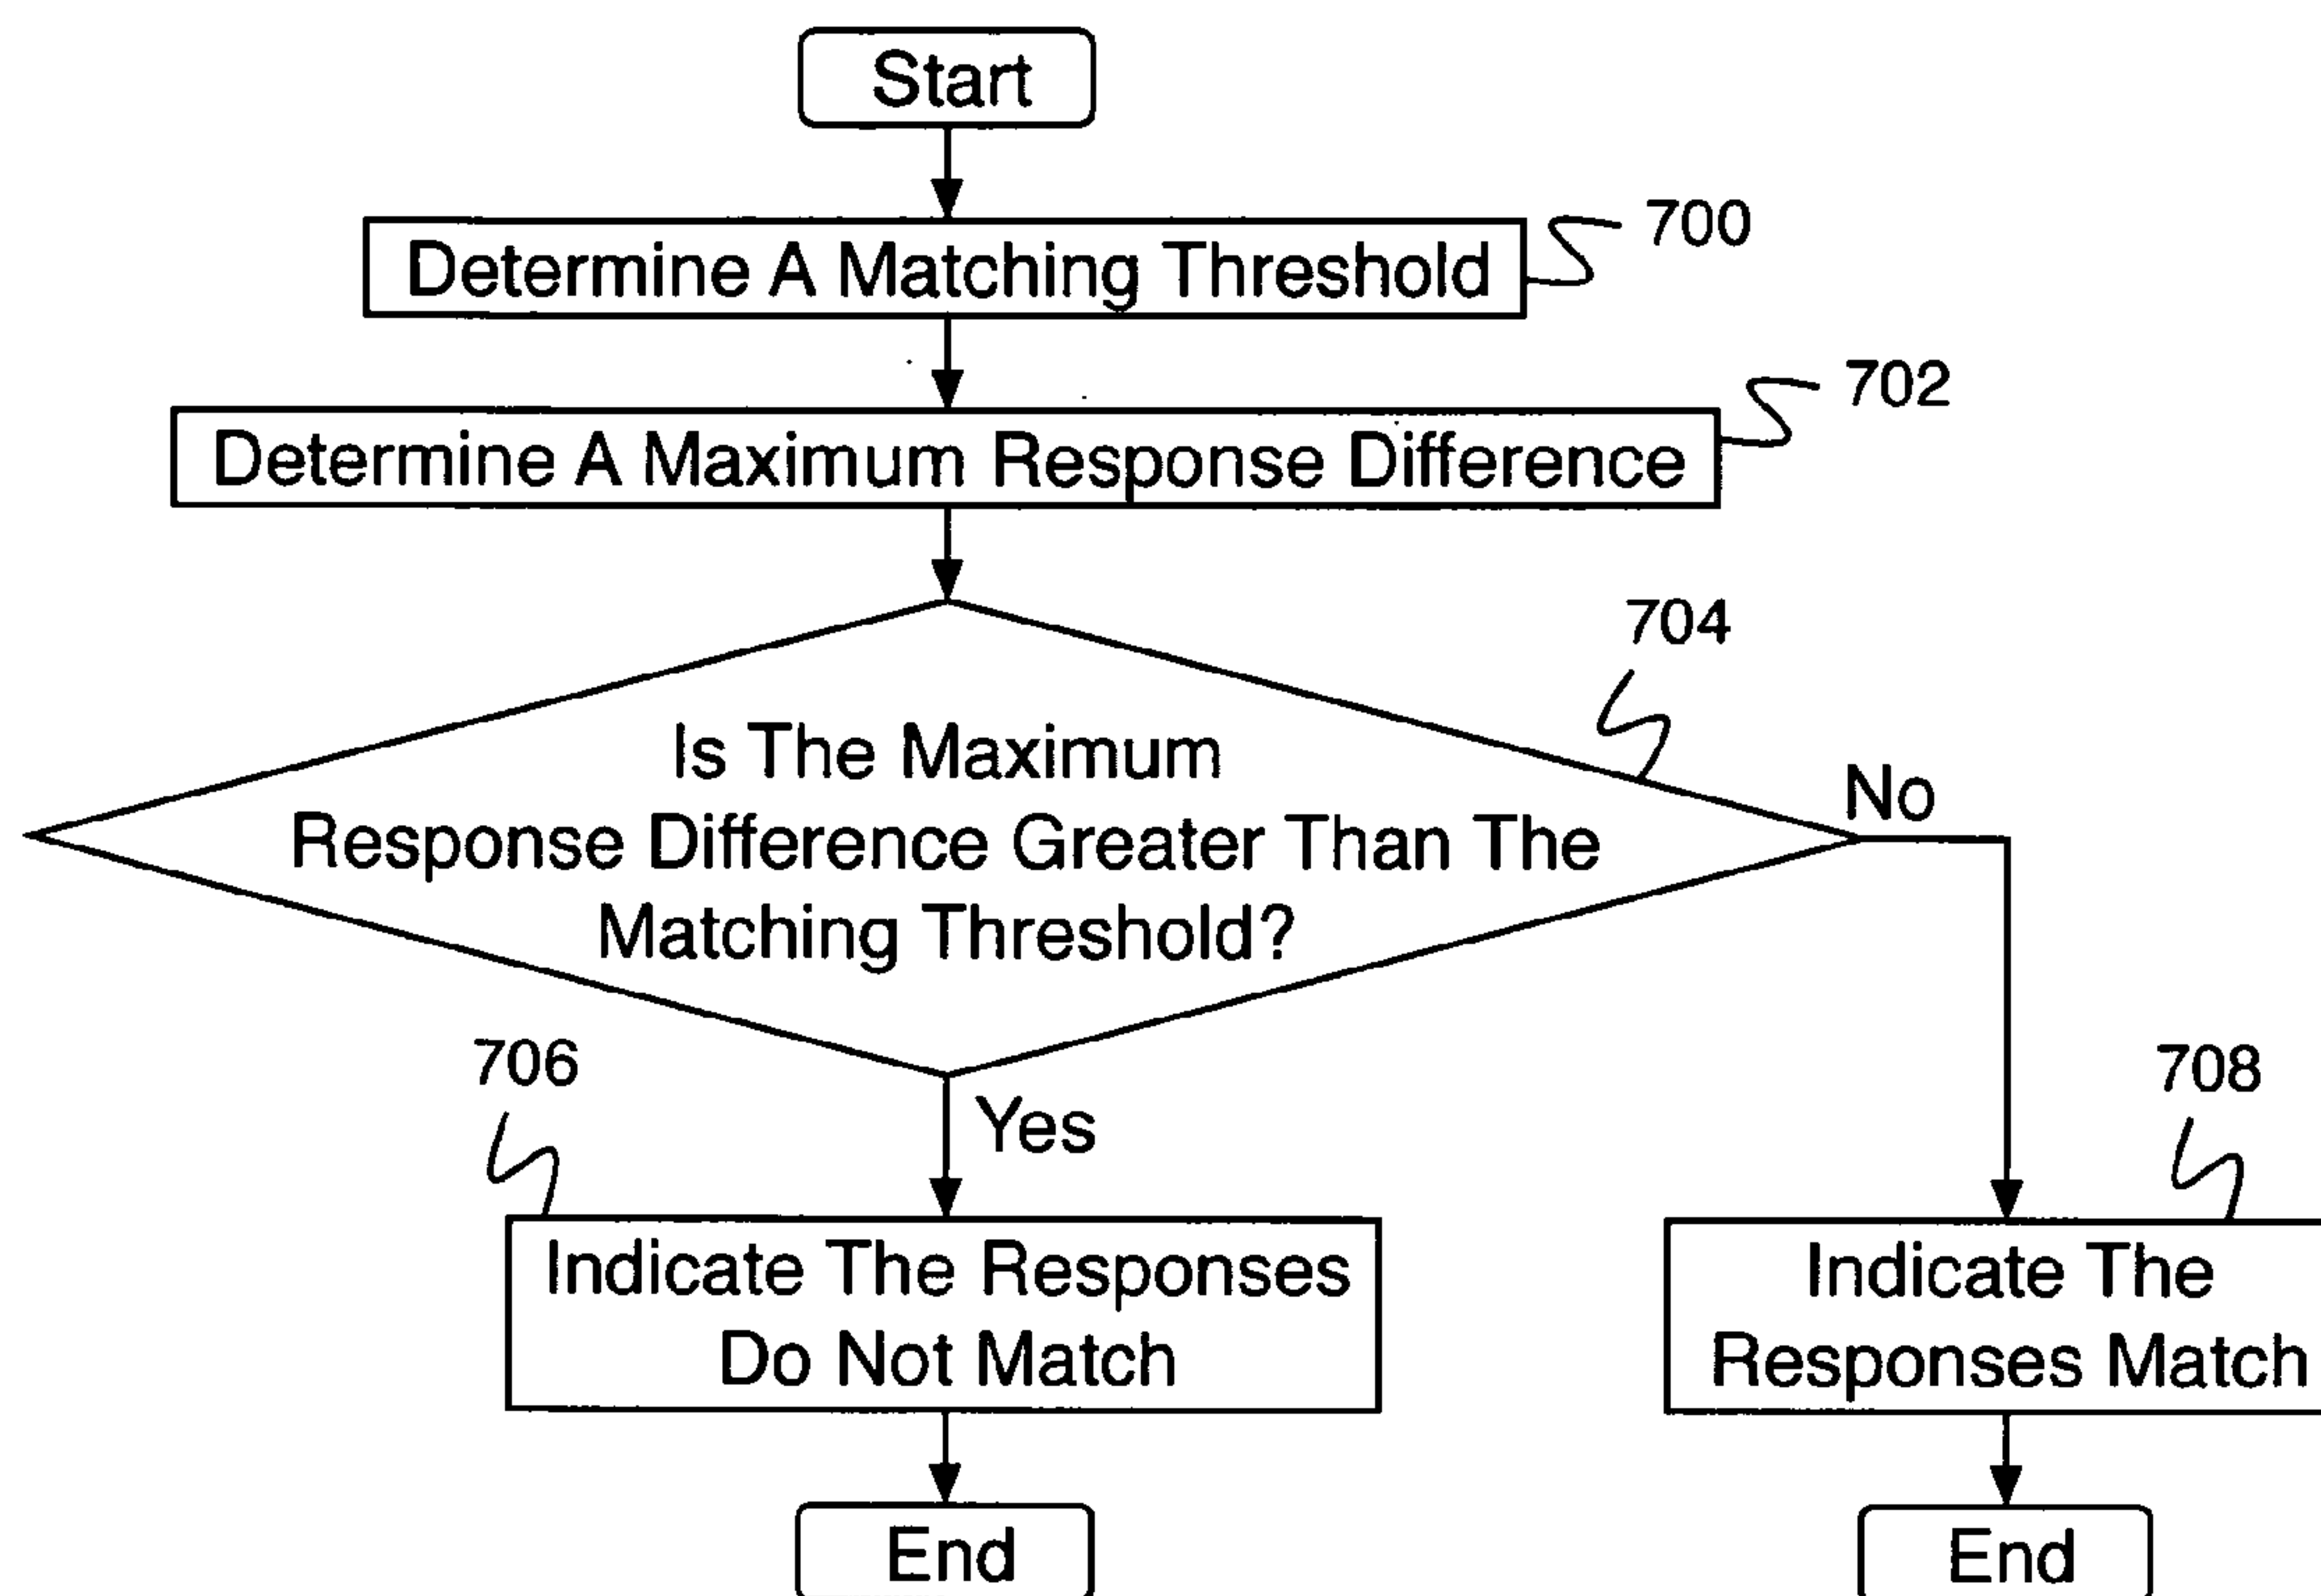 Start
700
Determine A Matching Threshold
702
Determine A Maximum Response Difference
704
Is The Maximum
Response Difference Greater Than The
Matching Threshold?
No
Yes
706
Indicate The Responses
Do Not Match
708
Indicate The
Responses Match
End
End